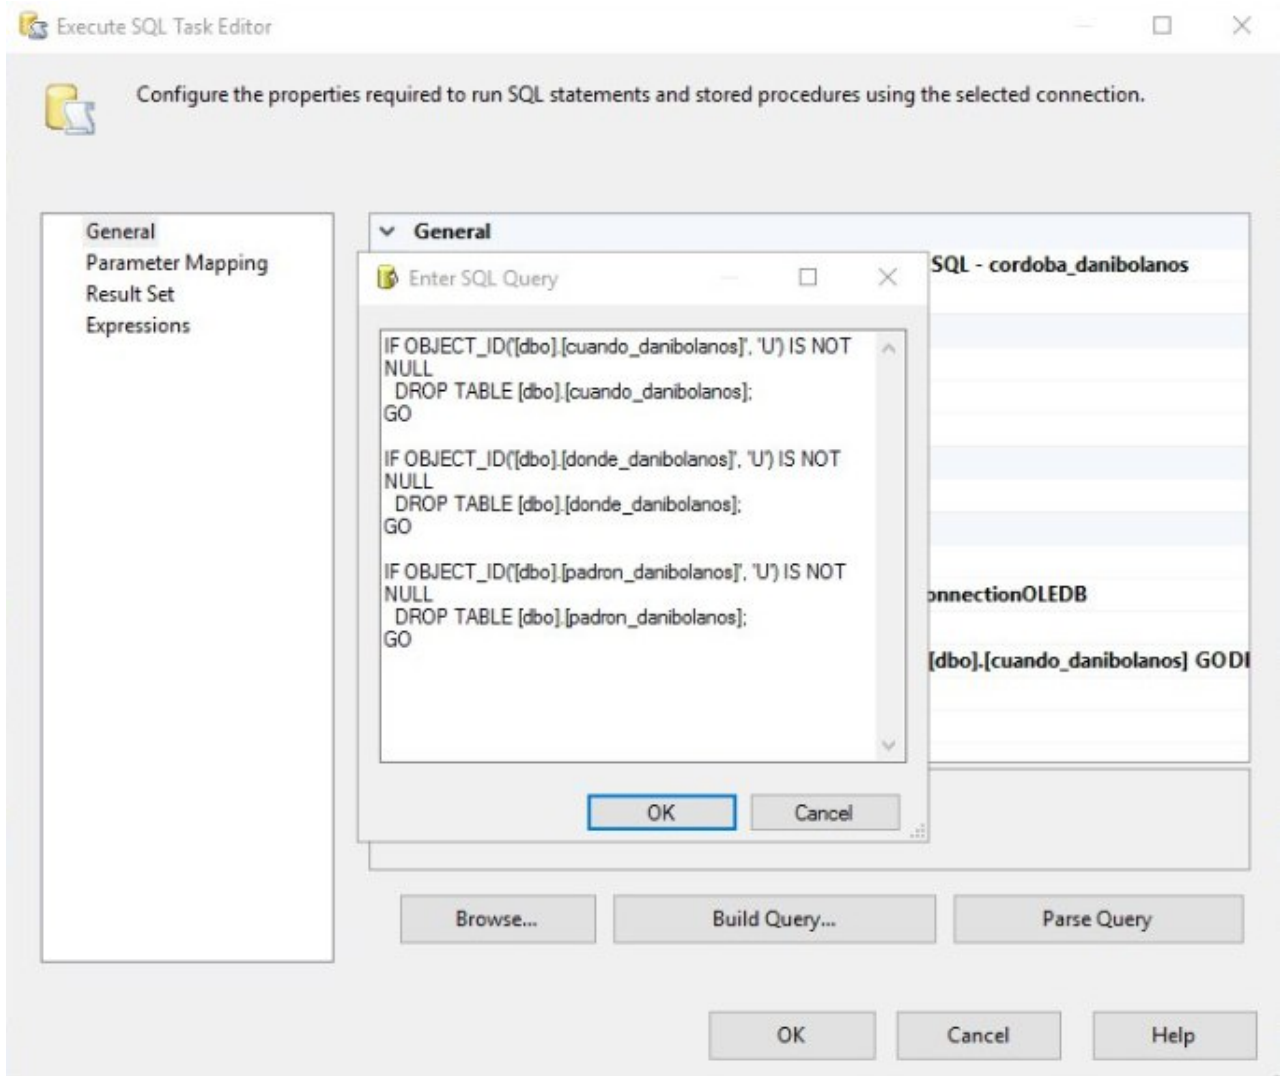 Execute SQL Task Editor
Configure the properties required to run SQL statements and stored procedures using the selected connection.
General
Parameter Mapping
Result Set
Expressions
General
SQL - cordoba_danibolanos
Enter SQL Query
IF OBJECT_ID('[dbo].[cuando_danibolanos]', 'U') IS NOT
NULL
DROP TABLE [dbo].[cuando_danibolanos];
GO
IF OBJECT_ID('[dbo].[donde_danibolanos]', 'U') IS NOT
NULL
DROP TABLE [dbo].[donde_danibolanos];
GO
IF OBJECT_ID('[dbo].[padron_danibolanos]', 'U') IS NOT
NULL
DROP TABLE [dbo].[padron_danibolanos];
GO
onnectionOLEDB
[dbo].[cuando_danibolanos] GO
OK
Cancel
Browse...
Build Query...
Parse Query
OK
Cancel
Help